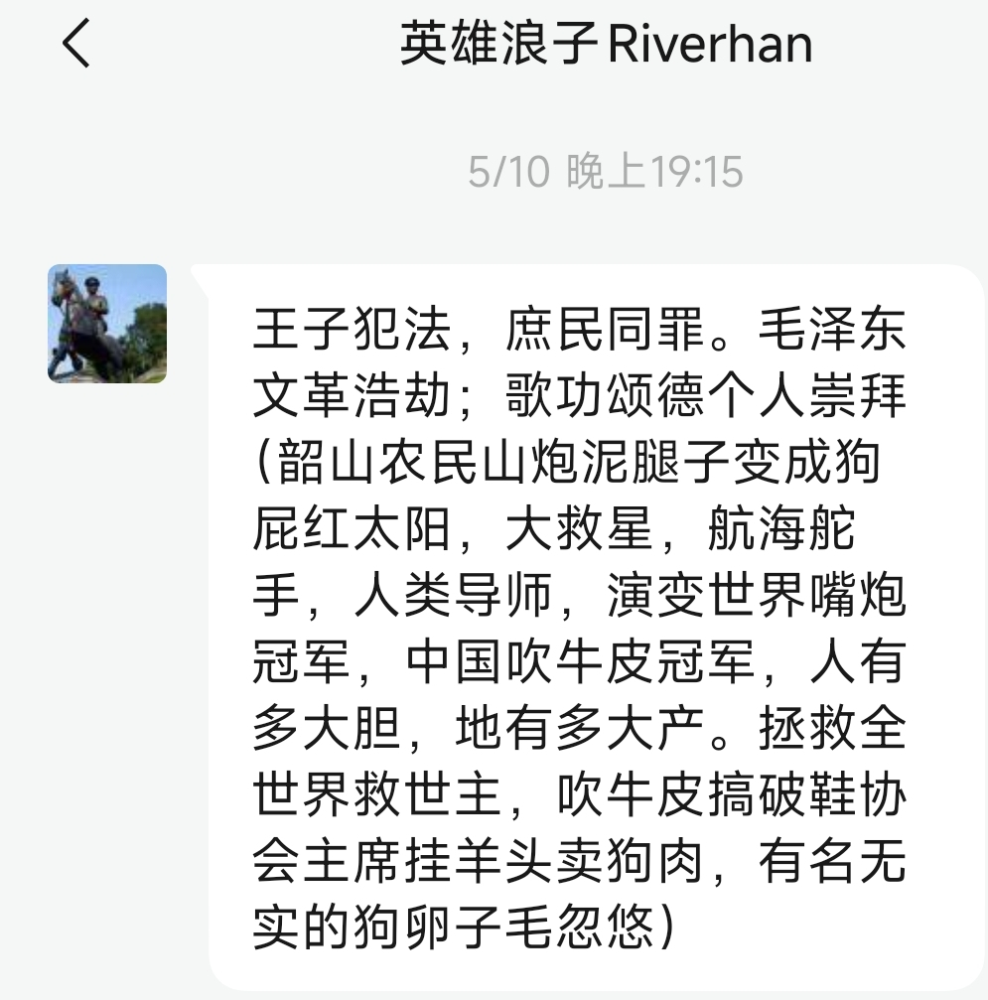 英雄浪子Riverhan
5/10 晚上19:15
王子犯法，庶民同罪。毛泽东
文革浩劫；歌功颂德个人崇拜
(韶山农民山炮泥腿子变成狗
屁红太阳，大救星，航海舵
手，人类导师，演变世界嘴炮
冠军，中国吹牛皮冠军，人有
多大胆，地有多大产。拯救全
世界救世主，吹牛皮搞破鞋协
会主席挂羊头卖狗肉，有名无
实的狗卵子毛忽悠)